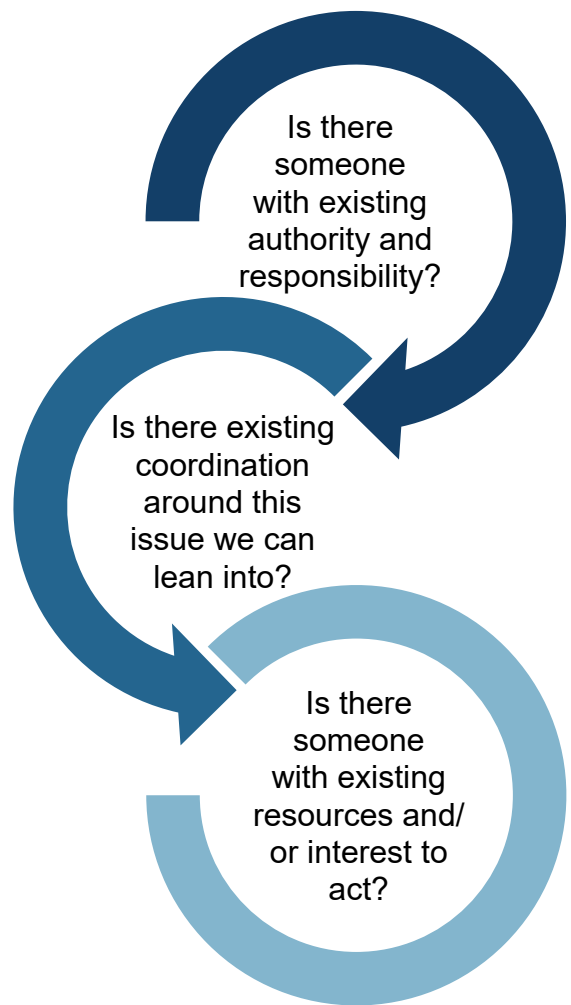 Is there
someone
with existing
authority and
responsibility?
Is there existing
coordination
around this
issue we can
lean into?
Is there
someone
with existing
resources and/
or interest to
act?